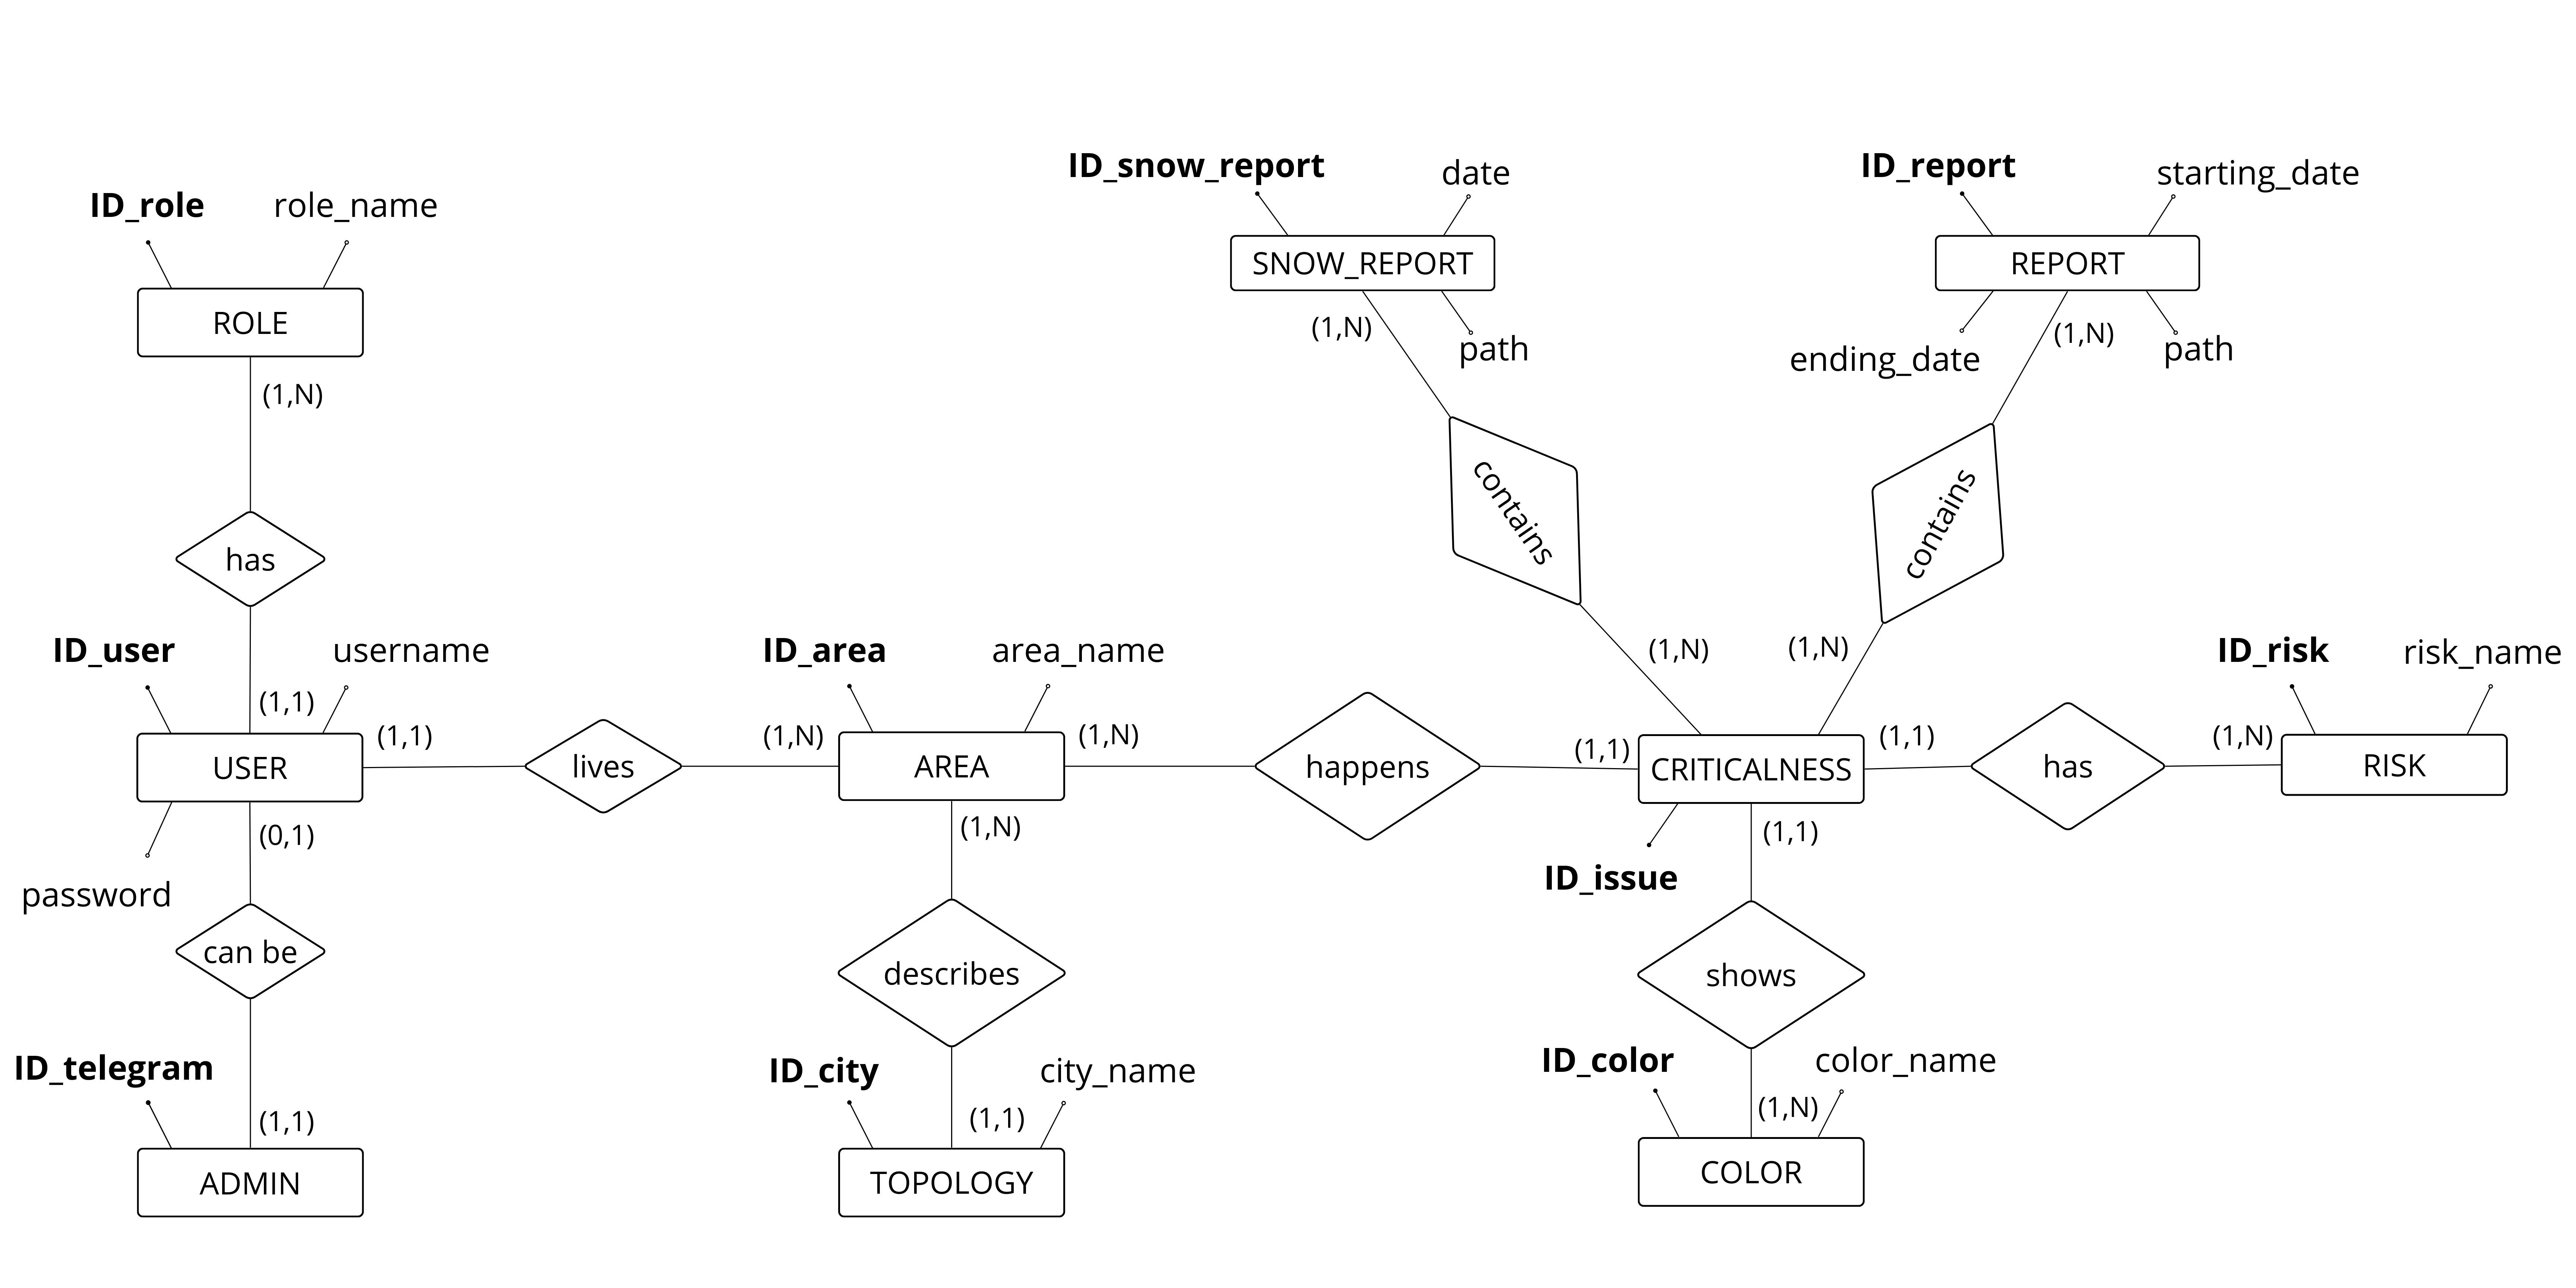 ID_snow_report
date
ID_report
starting_date
ID_role
role_name
SNOW_REPORT
REPORT
ROLE
(1,N)
path
ending_date
(1,N)
path
(1,N)
contains
contains
has
ID_user
username
ID_area
area_name
(1,N)
(1,N)
ID_risk
risk_name
(1,1)
(1,1)
(1,N)
(1,N)
(1,1)
(1,1)
(1,N)
USER
lives
AREA
happens
CRITICALNESS
has
RISK
(0,1)
(1,N)
(1,1)
password
ID_issue
can be
describes
shows
ID_telegram
ID_city
city_name
ID_color
color_name
(1,1)
(1,1)
(1,N)
ADMIN
TOPOLOGY
COLOR